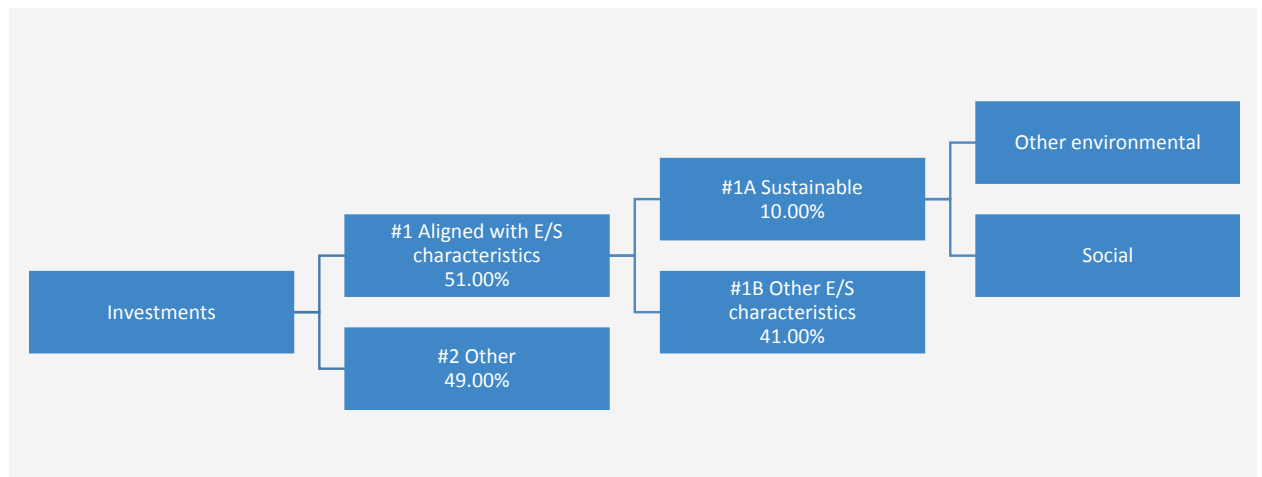 Investments
#1 Aligned with E/S
characteristics
51.00%
#2 Other
49.00%
#1A Sustainable
10.00%
#1B Other E/S
characteristics
41.00%
Other environmental
Social